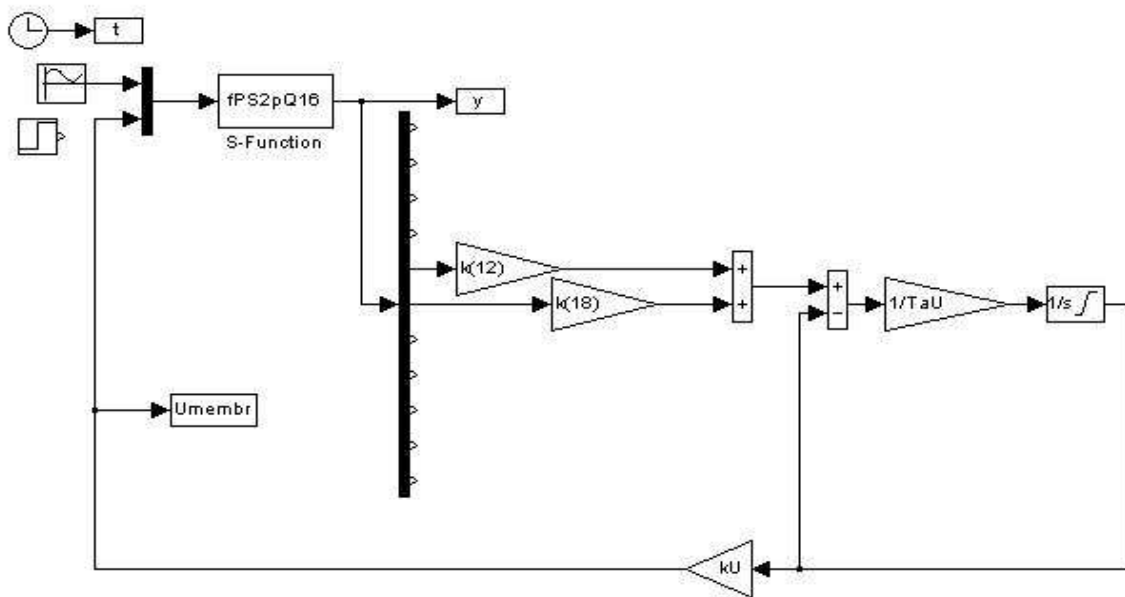 t
fPS2pQ16
y
S-Function
k(12)
+
k(18)
+
+
−
1/TaU
1/s
Umembr
kU